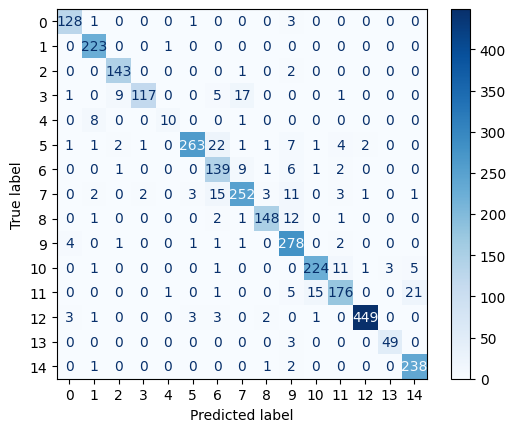 0 128 1 0 0 0 1 0 0 0 3 0 0 0 0 0
1 0 223 0 0 1 0 0 0 0 0 0 0 0 0 0
2 0 0 143 0 0 0 0 1 0 2 0 0 0 0 0
3 1 0 9 117 0 0 5 17 0 0 0 1 0 0 0
4 0 8 0 0 10 0 0 1 0 0 0 0 0 0 0
5 1 1 2 1 0 263 22 1 1 7 1 4 2 0 0
6 0 0 1 0 0 0 139 9 1 6 1 2 0 0 0
7 0 2 0 2 0 3 15 252 3 11 0 3 1 0 1
8 0 1 0 0 0 0 2 1 148 12 0 1 0 0 0
9 4 0 1 0 0 1 1 1 0 278 0 2 0 0 0
10 0 1 0 0 0 0 1 0 0 0 224 11 1 3 5
11 0 0 0 0 1 0 1 0 0 5 15 176 0 0 21
12 3 1 0 0 0 3 3 0 2 0 1 0 449 0 0
13 0 0 0 0 0 0 0 0 0 3 0 0 0 49 0
14 0 1 0 0 0 0 0 0 1 2 0 0 0 0 238
0 1 2 3 4 5 6 7 8 9 10 11 12 13 14
Predicted label
True label
400
350
300
250
200
150
100
50
0